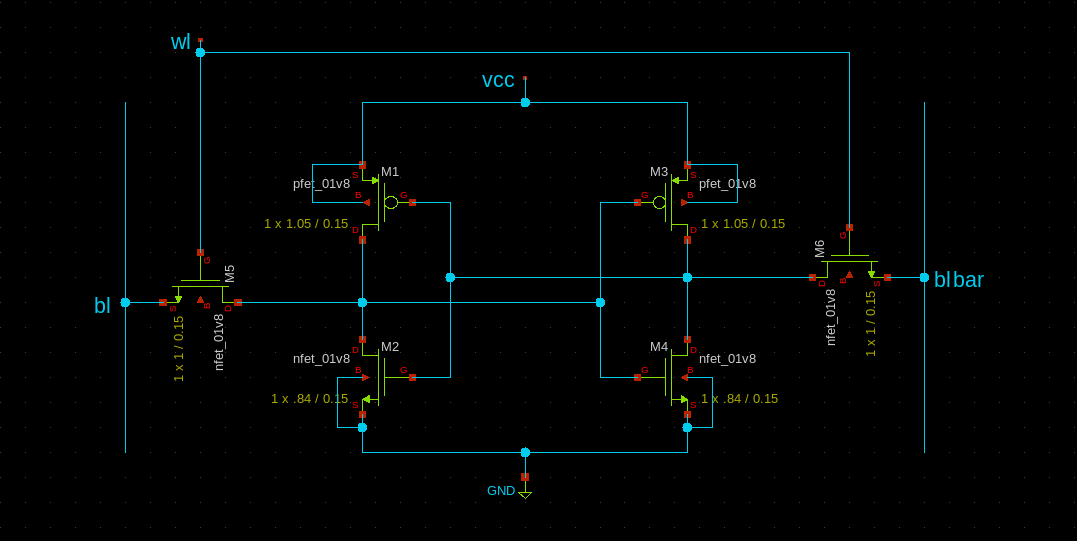 wl
vcc
S
M1
pfet_01v8
B
G
1 x 1.05 / 0.15
D
M3
S
pfet_01v8
G
B
1 x 1.05 / 0.15
D
G
M5
bl
S
B
D
1 x 1 / 0.15
nfet_01v8
G
M6
D
B
S
blbar
nfet_01v8
1 x 1 / 0.15
D
M2
nfet_01v8
B
G
1 x .84 / 0.15
S
M4
D
nfet_01v8
G
B
1 x .84 / 0.15
S
GND